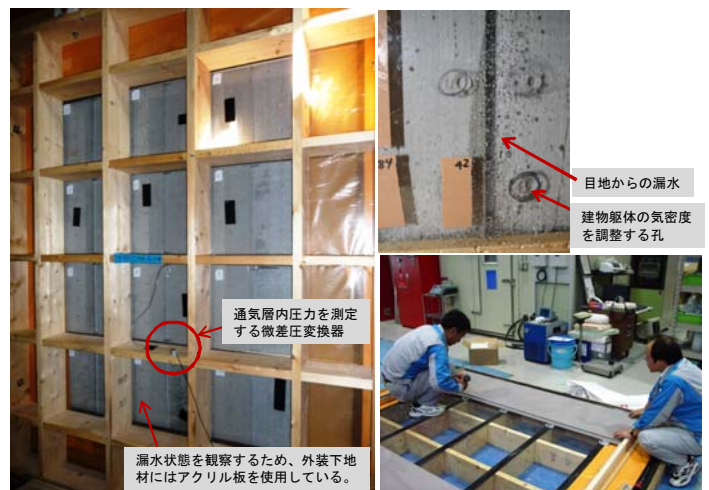 通気層内圧力を測定
する微差圧変換器
漏水状態を観察するため、外装下地
材にはアクリル板を使用している。
84
42
目地からの漏水
建物躯体の気密度
を調整する孔